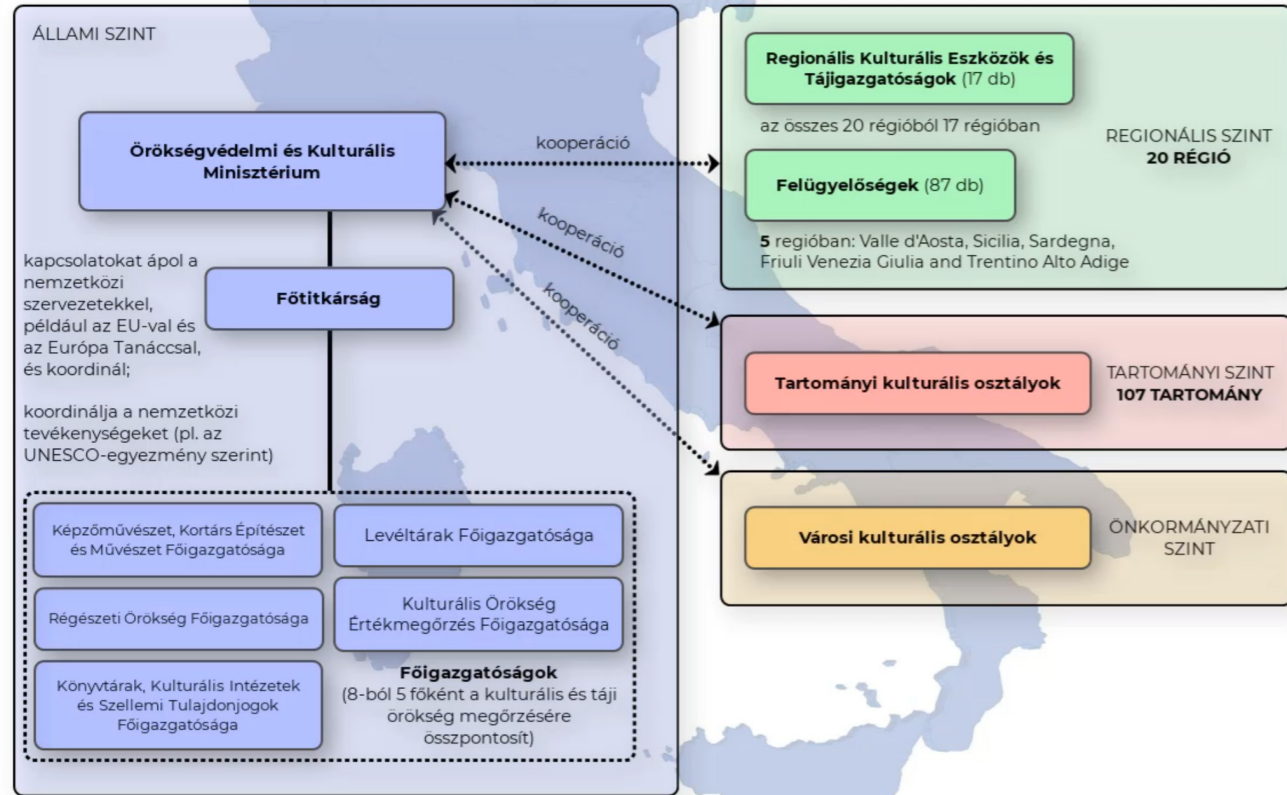 ÁLLAMI SZINT
Örökségvédelmi és Kulturális
Minisztérium
kapcsolatokat ápol a
nemzetközi
szervezetekkel,
például az EU-val és
az Európa Tanáccsal,
és koordinál;
koordinálja a nemzetközi
tevékenységeket (pl. az
UNESCO-egyezmény szerint)
Főtitkárság
Képzőművészet, Kortárs Építészet
és Művészet Főigazgatósága
Régészeti Örökség Főigazgatósága
Könyvtárak, Kulturális Intézetek
és Szellemi Tulajdonjogok
Főigazgatósága
Levéltárak Főigazgatósága
Kulturális Örökség
Értékmegőrzés Főigazgatósága
Főigazgatóságok
(8-ból 5 főként a kulturális és táji
örökség megőrzésére
összpontosít)
kooperáció
kooperáció
kooperáció
Regionális Kulturális Eszközök és
Tájigazgatóságok (17 db)
az összes 20 régióból 17 régióban
Felügyelőségek (87 db)
5 regióban: Valle d'Aosta, Sicilia, Sardegna,
Friuli Venezia Giulia and Trentino Alto Adige
REGIONÁLIS SZINT
20 RÉGIÓ
Tartományi kulturális osztályok
TARTOMÁNYI SZINT
107 TARTOMÁNY
Városi kulturális osztályok
ÖNKORMÁNYZATI
SZINT